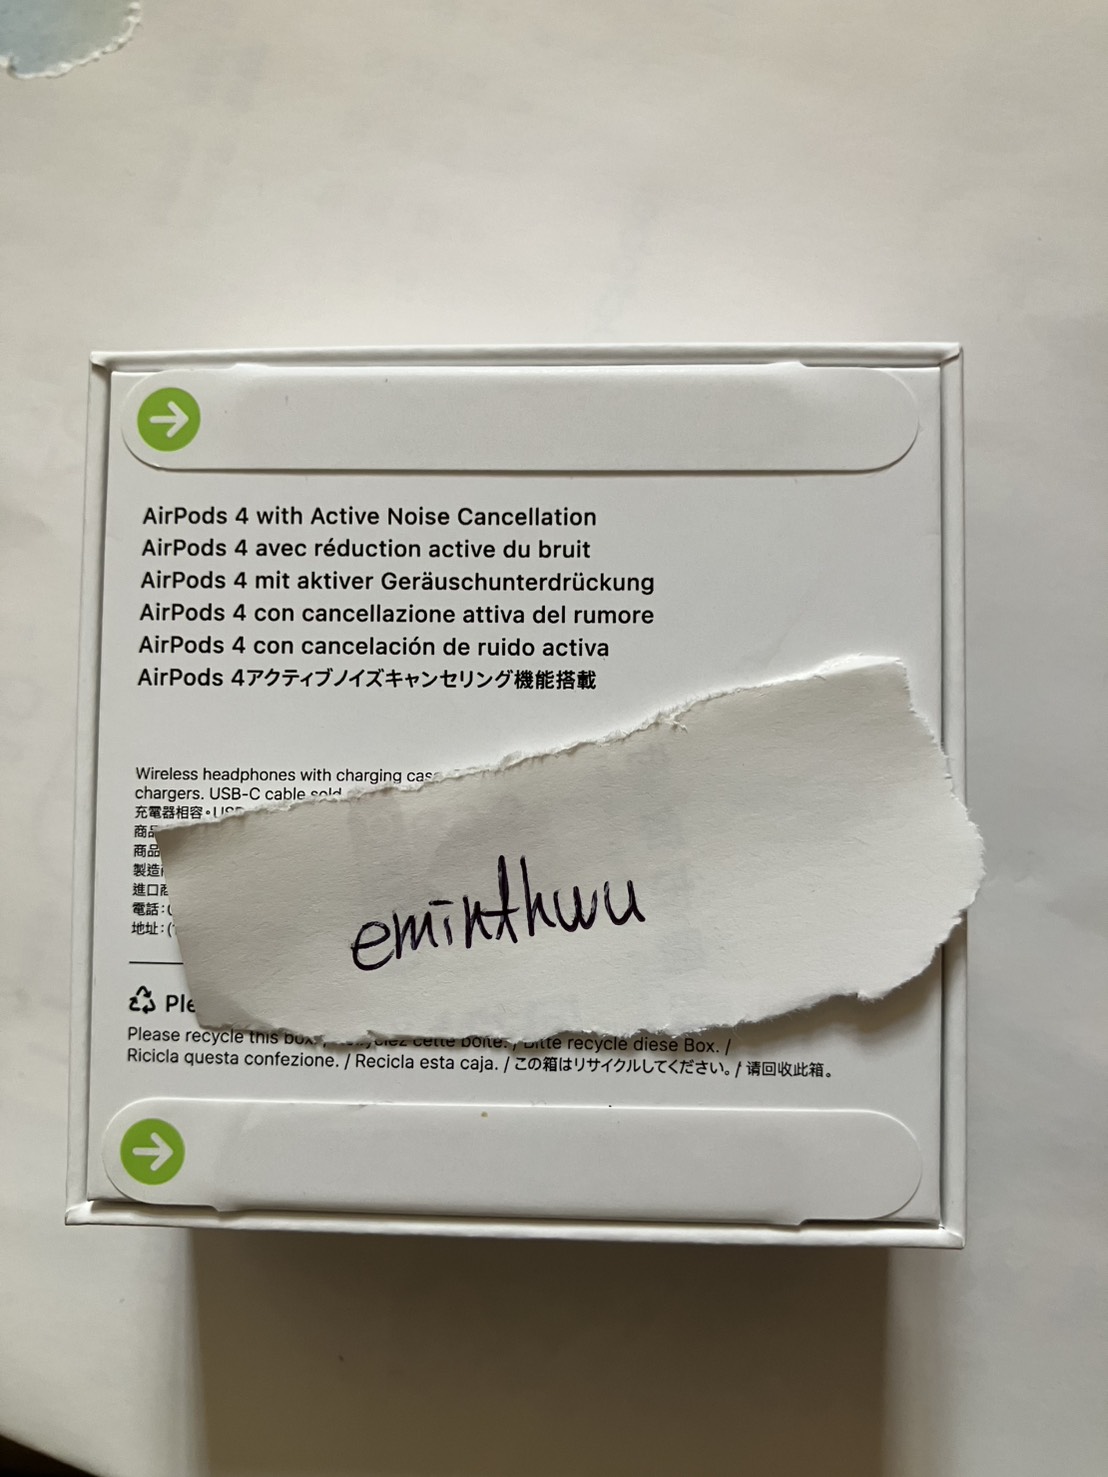 AirPods 4 with Active Noise Cancellation
AirPods 4 avec réduction active du bruit
AirPods 4 mit aktiver Geräuschunterdrückung
AirPods 4 con cancellazione attiva del rumore
AirPods 4 con cancelación de ruido activa
AirPods 4アクティブノイズキャンセリング機能搭載
Wireless headphones with charging
chargers. USB-C cable sold
充電器相容。
商品
商品
製造
進口
電話：
地址：(
eminthwu
Please recycle this cette boîte. / Bitte recycle diese Box. /
Ricicla questa confezione. / Recicla esta caja. / この箱はリサイクルしてください。/ 请回收此箱。